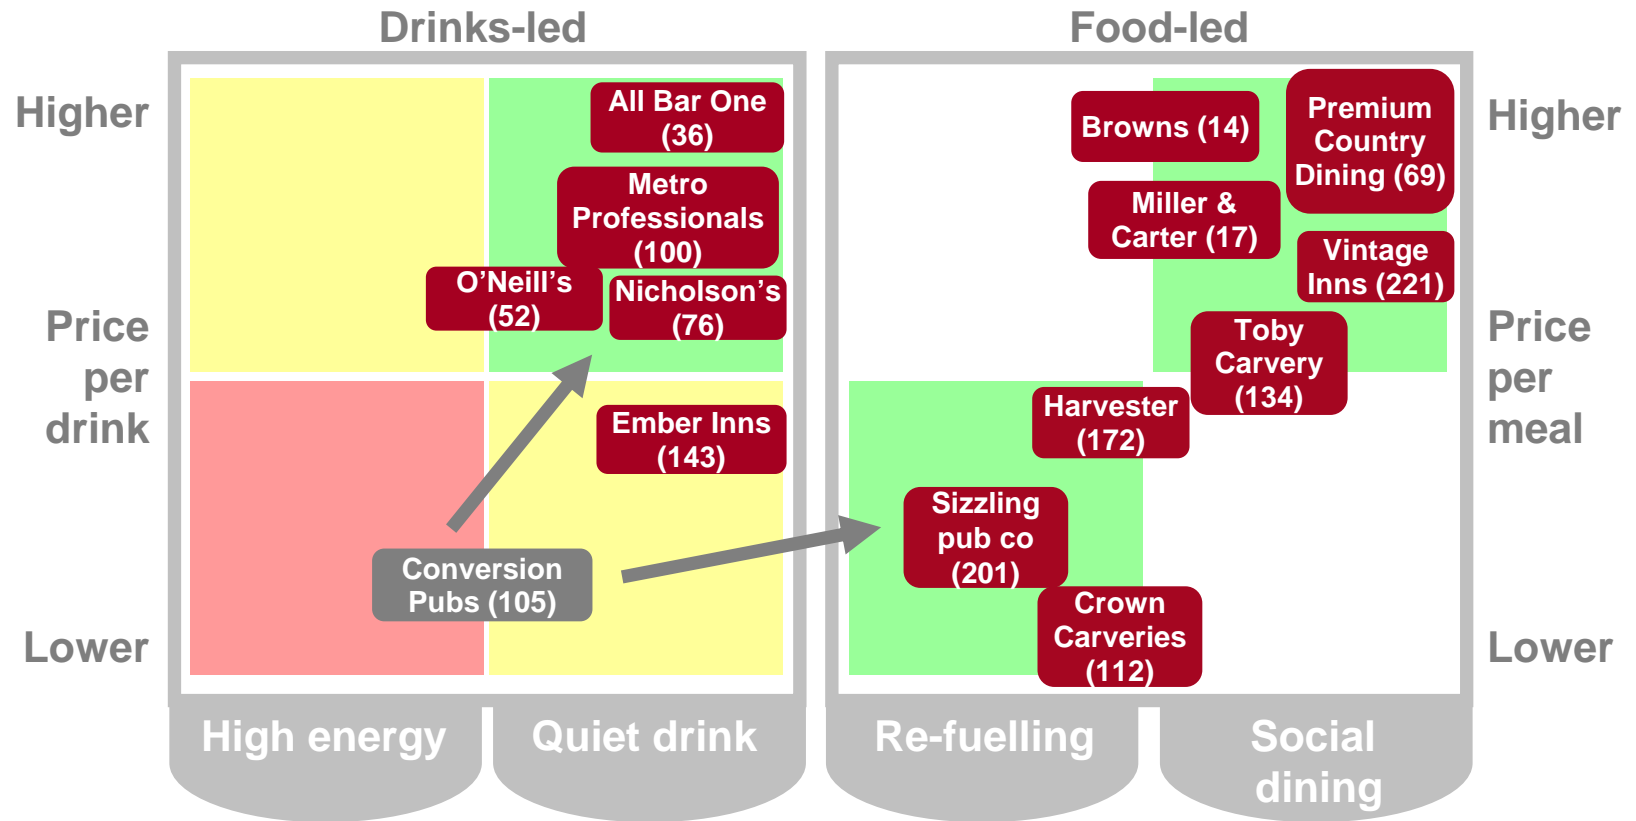 Drinks-led
Food-led
Higher
Price
per
drink
Lower
All Bar One
(36)
Metro
Professionals
(100)
O’Neill’s
(52)
Nicholson’s
(76)
Ember Inns
(143)
Conversion
Pubs (105)
Browns (14)
Premium
Country
Dining (69)
Miller &
Carter (17)
Vintage
Inns (221)
Toby
Carvery
(134)
Harvester
(172)
Sizzling
pub co
(201)
Crown
Carveries
(112)
Higher
Price
per
meal
Lower
High energy
Quiet drink
Re-fuelling
Social
dining